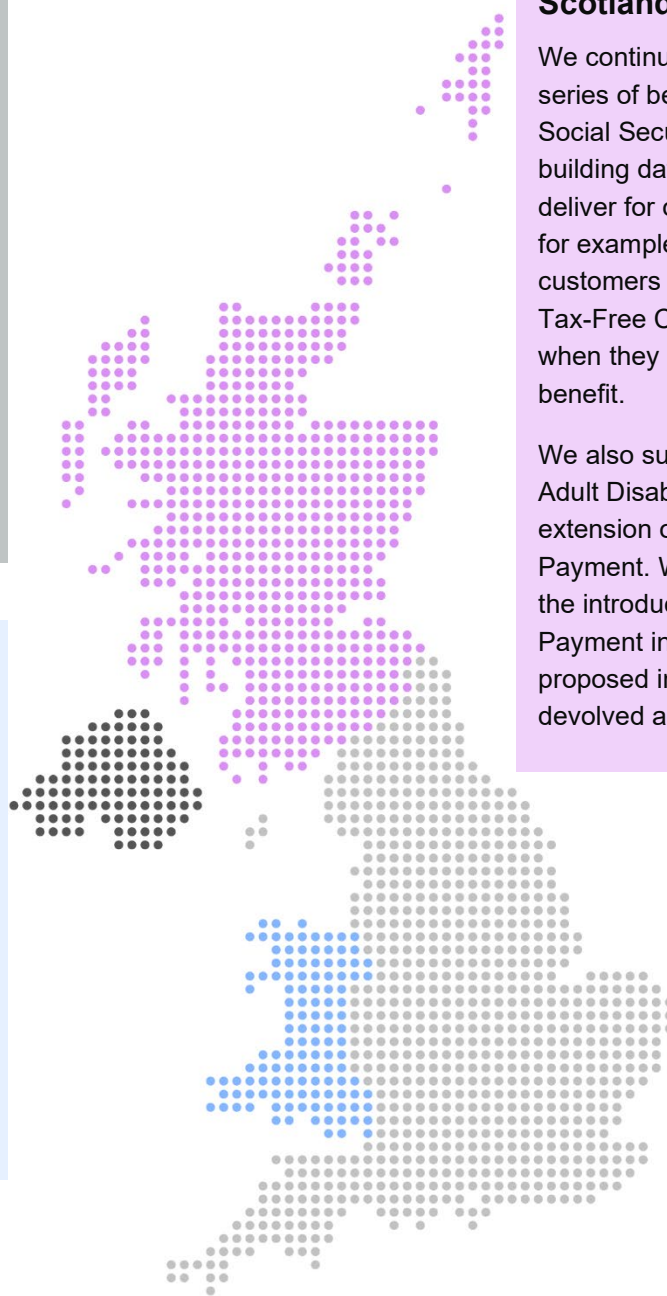 Scotland
We continu
series of be
Social Secu
building da
deliver for c
for example
customers
Tax-Free C
when they
benefit.
We also su
Adult Disab
extension o
Payment. W
the introduc
Payment in
proposed in
devolved a